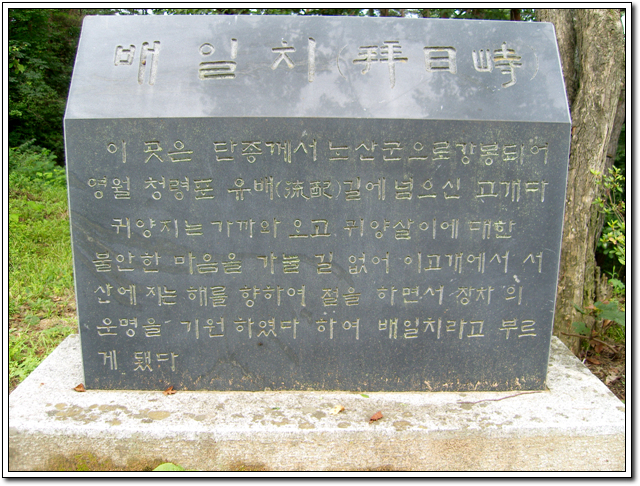 배일치(拜日峙)
이 곳은 단종께서 노산군으로강봉되어
영월 청령포 유배(流配)길에 넘으신 고개다
귀양지는 가까와 오고 귀양살이에 대한
불안한 마음을 가눌 길 없어 이고개에서 서
산에 지는 해를 향하여 절을 하면서 장차의
운명을 기원 하였다 하여 배일치라고 부르
게 됐다